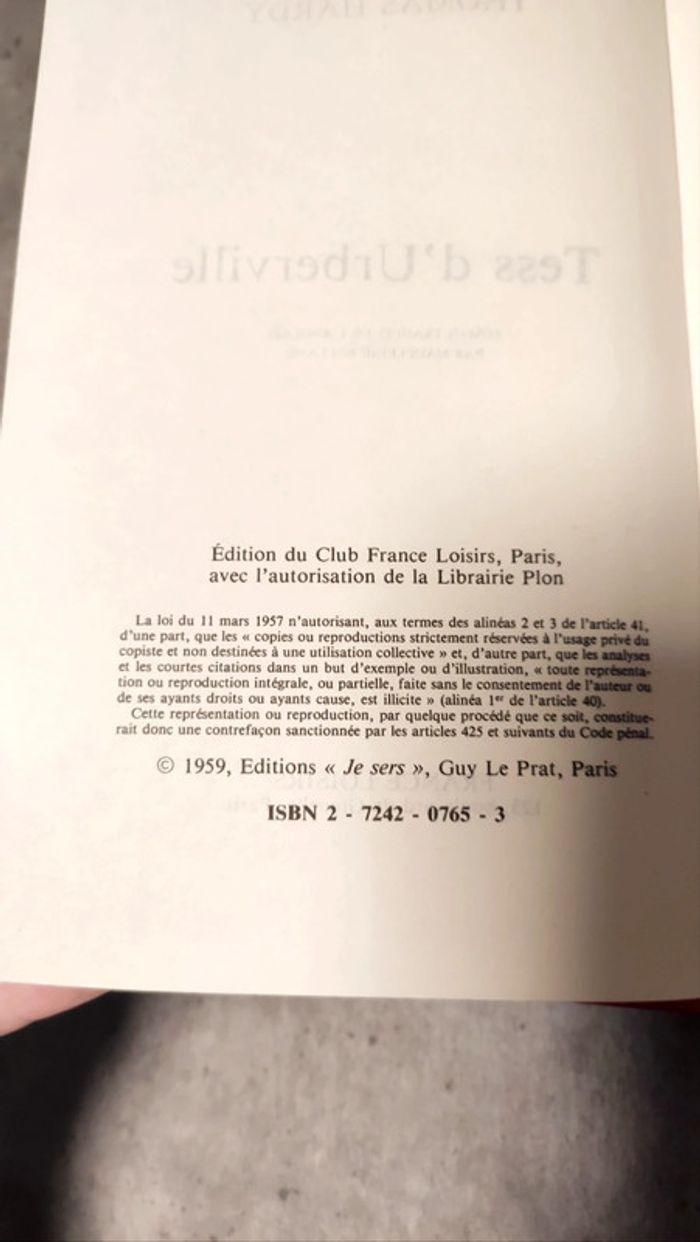 THOMAS HARDY
Tess d'Urberville
Édition du Club France Loisirs, Paris,
avec l'autorisation de la Librairie Plon
La loi du 11 mars 1957 n'autorisant, aux termes des alinéas 2 et 3 de l'article 41,
d'une part, que les « copies ou reproductions strictement réservées à l'usage privé du
copiste et non destinées à une utilisation collective » et, d'autre part, que les analyses
et les courtes citations dans un but d'exemple ou d'illustration, « toute représenta-
tion ou reproduction intégrale, ou partielle, faite sans le consentement de l'auteur ou
de ses ayants droits ou ayants cause, est illicite » (alinéa 1er de l'article 40).
Cette représentation ou reproduction, par quelque procédé que ce soit, constitue-
rait donc une contrefaçon sanctionnée par les articles 425 et suivants du Code pénal.
© 1959, Editions « Je sers », Guy Le Prat, Paris
ISBN 2 - 7242 - 0765 - 3